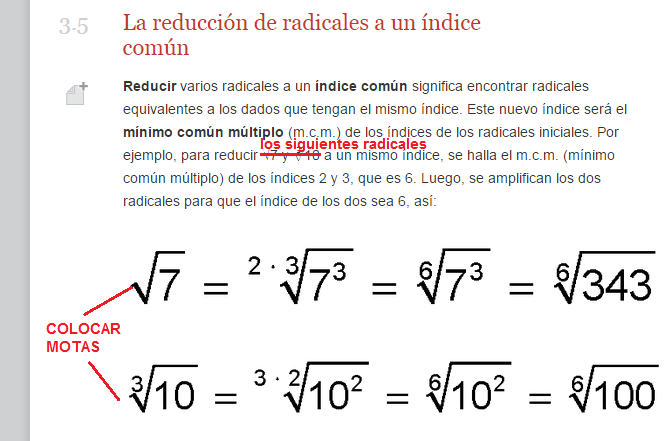 3·5
La reducción de radicales a un índice
común
Reducir varios radicales a un índice común significa encontrar radicales
equivalentes a los dados que tengan el mismo índice. Este nuevo índice será el
mínimo común múltiplo (m.c.m.) de los índices de los radicales iniciales. Por
los siguientes radicales
ejemplo, para reducir √7 y ∛10 a un mismo índice, se halla el m.c.m. (mínimo
común múltiplo) de los índices 2 y 3, que es 6. Luego, se amplifican los dos
radicales para que el índice de los dos sea 6, así:
√7 = ²·³√7³ = ⁶√7³ = ⁶√343
COLOCAR
MOTAS
³√10 = ³·²√10² = ⁶√10² = ⁶√100